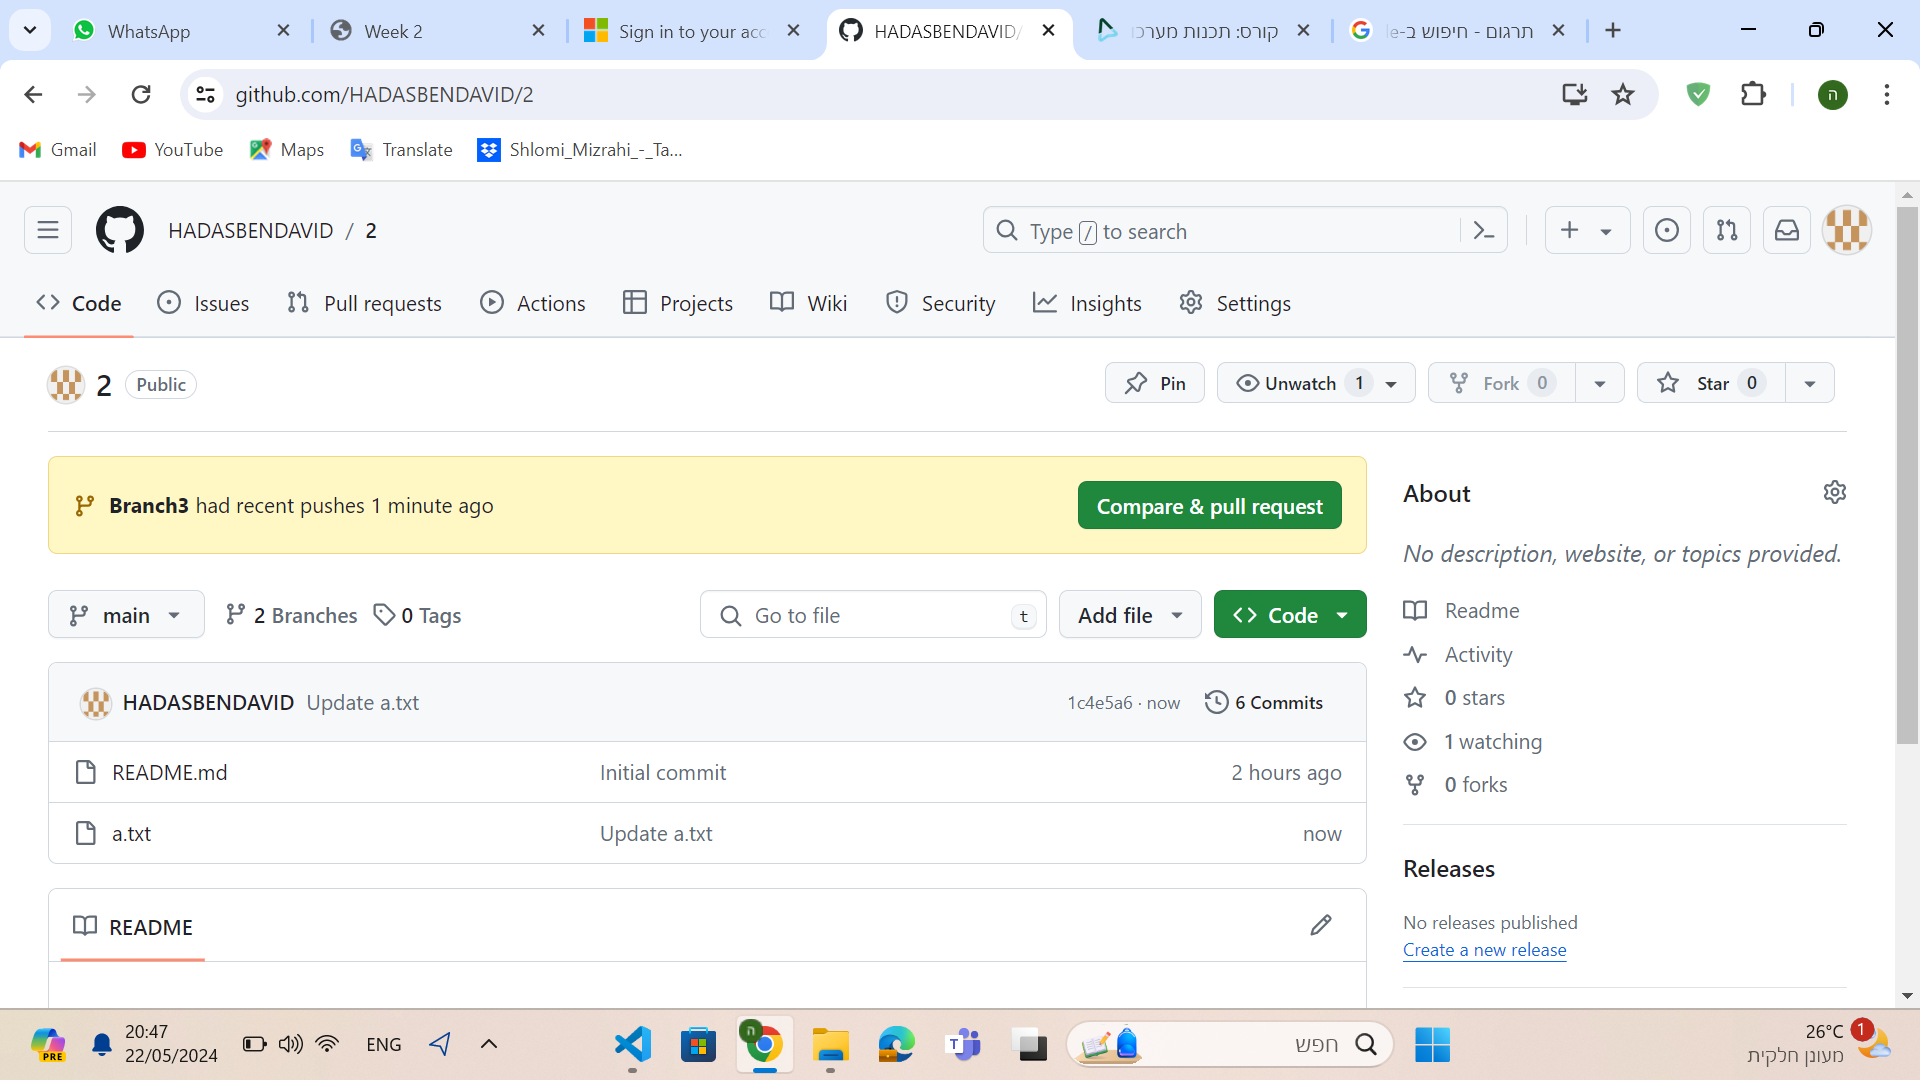 WhatsApp
Week 2
Sign in to your acc
HADASBENDAVID/
קורס: תכנות מערכו
תרגום - חיפוש ב-le
github.com/HADASBENDAVID/2
ה
Gmail
YouTube
Maps
Translate
Shlomi_Mizrahi_-_Ta...
HADASBENDAVID / 2
Type / to search
Code
Issues
Pull requests
Actions
Projects
Wiki
Security
Insights
Settings
2 Public
Pin
Unwatch 1
Fork 0
Star 0
Branch3 had recent pushes 1 minute ago
Compare & pull request
About
No description, website, or topics provided.
main
2 Branches
0 Tags
Go to file t
Add file
Code
Readme
Activity
0 stars
1 watching
0 forks
HADASBENDAVID Update a.txt
1c4e5a6 · now
6 Commits
README.md Initial commit 2 hours ago
a.txt Update a.txt now
README
Releases
No releases published
Create a new release
PRE
20:47
22/05/2024
ENG
ה
T
חפש
26°C
מעונן חלקית
1